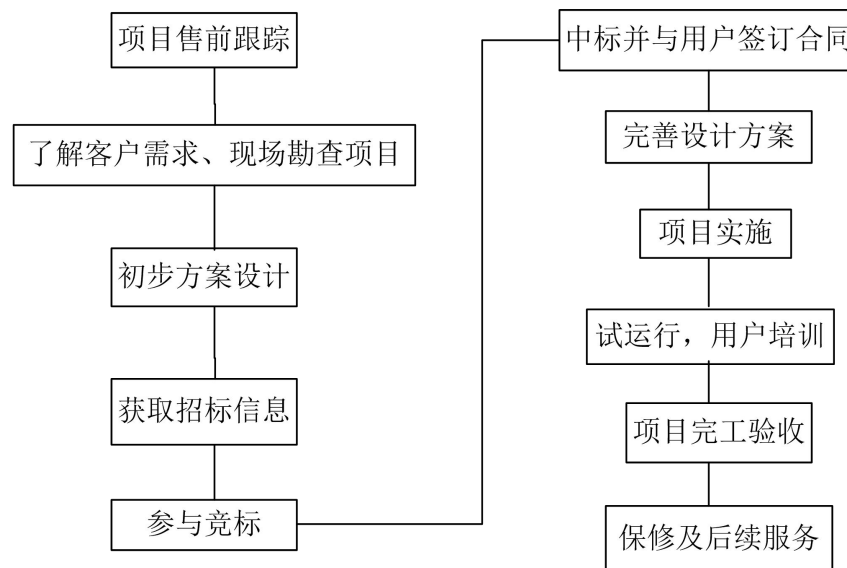 项目售前跟踪
了解客户需求、现场勘查项目
初步方案设计
获取招标信息
参与竞标
中标并与用户签订合同
完善设计方案
项目实施
试运行，用户培训
项目完工验收
保修及后续服务